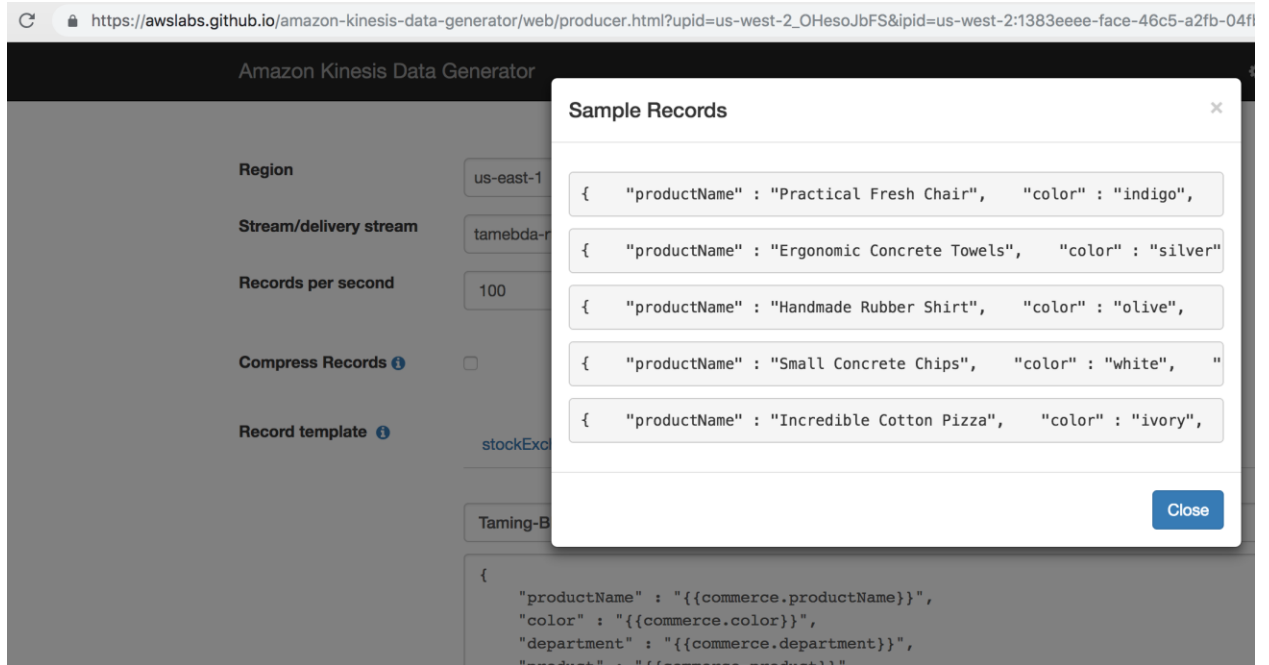 https://awslabs.github.io/amazon-kinesis-data-generator/web/producer.html?upid=us-west-2_OHesoJbFS&ipid=us-west-2:1383eeee-face-46c5-a2fb-04f
Amazon Kinesis Data Generator
Sample Records ×
Region us-east-1
{ "productName" : "Practical Fresh Chair", "color" : "indigo",
Stream/delivery stream tamebda-r
{ "productName" : "Ergonomic Concrete Towels", "color" : "silver"
Records per second 100
{ "productName" : "Handmade Rubber Shirt", "color" : "olive",
Compress Records
{ "productName" : "Small Concrete Chips", "color" : "white", "
Record template stockExc
{ "productName" : "Incredible Cotton Pizza", "color" : "ivory",
Close
Taming-B
{
"productName" : "{{commerce.productName}}",
"color" : "{{commerce.color}}",
"department" : "{{commerce.department}}",
"product" : "{{commerce.product}}"